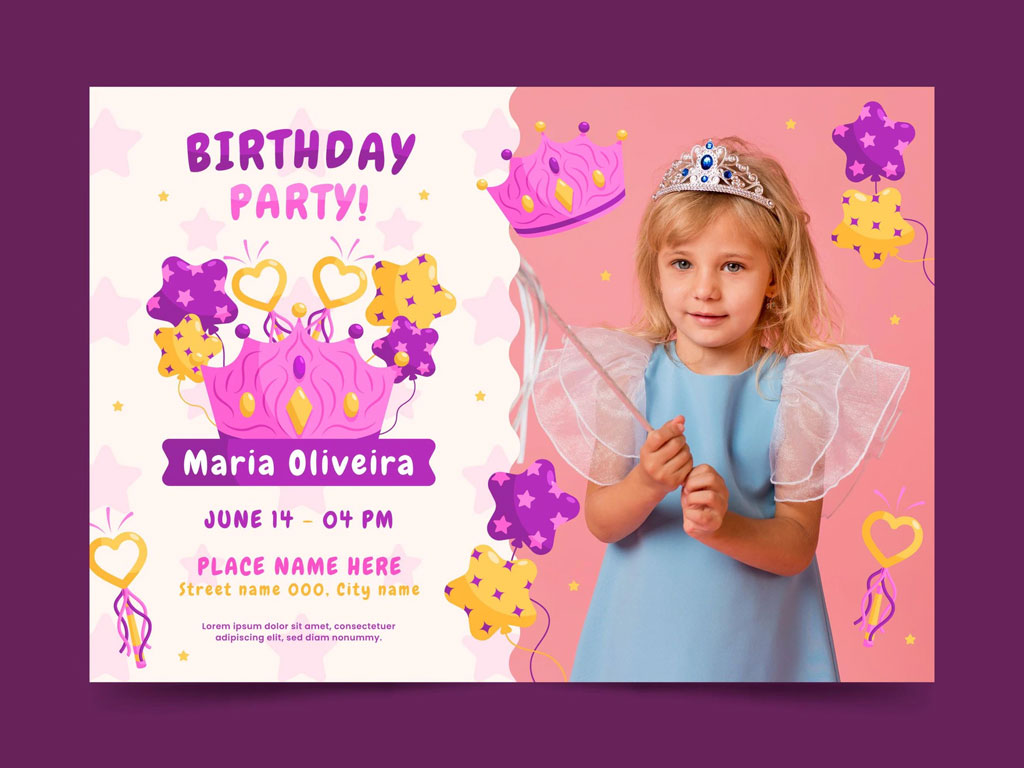 BIRTHDAY
PARTY!
Maria Oliveira
JUNE 14 – 04 PM
PLACE NAME HERE
Street name 000, City name
Lorem ipsum dolor sit amet, consectetuer
adipiscing elit, sed diam nonummy.